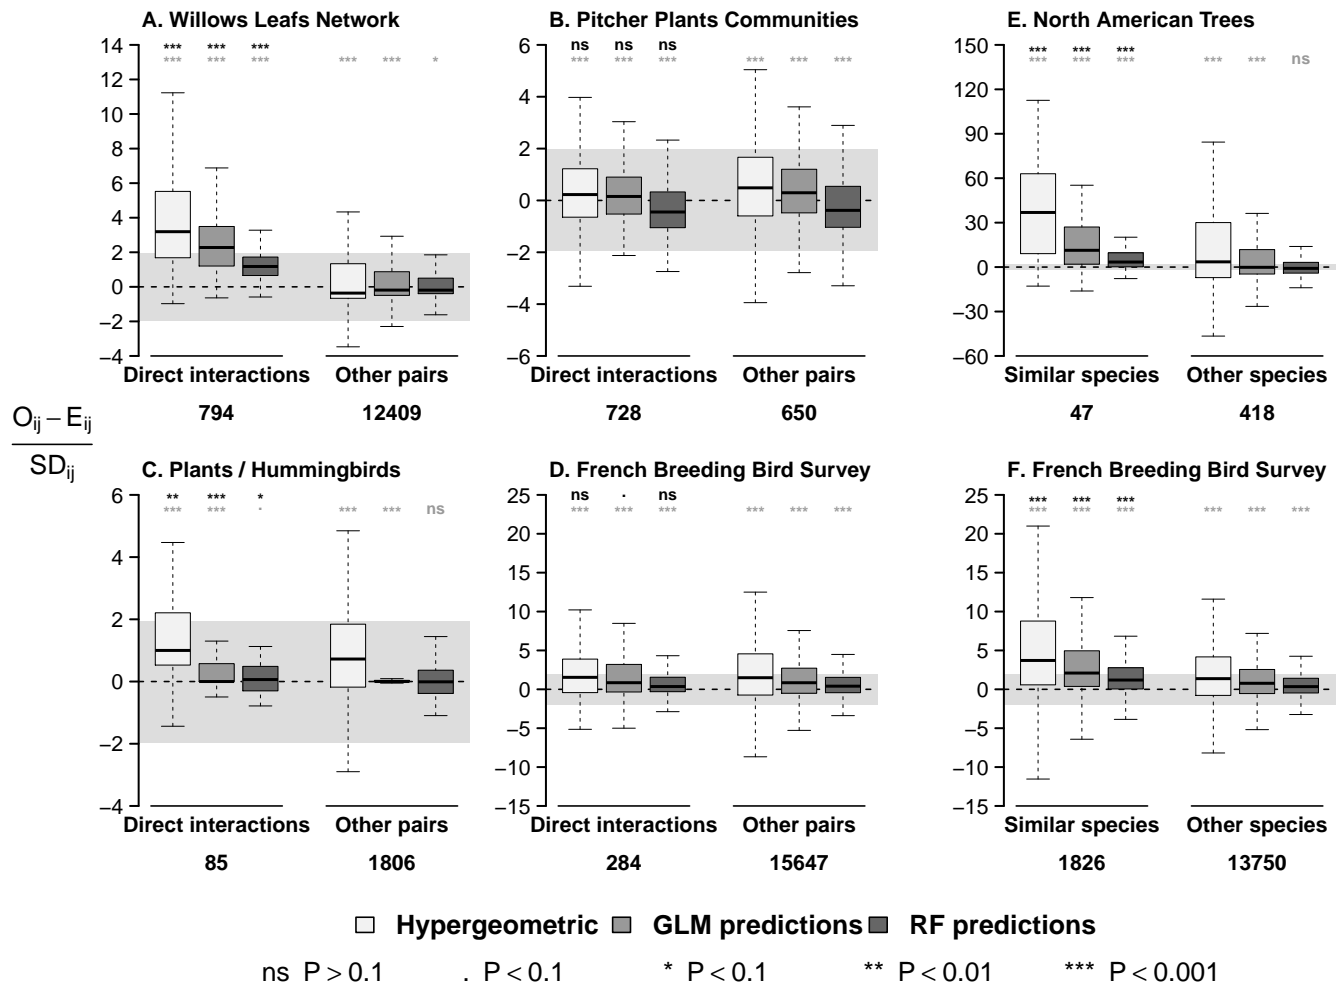 A. Willows Leafs Network
14
12
10
8
6
4
2
0
−2
−4
*** *** ***
*** *** *** *** *** *
Direct interactions Other pairs
794 12409
B. Pitcher Plants Communities
6
4
2
0
−2
−4
−6
ns ns ns
*** *** *** *** *** ***
Direct interactions Other pairs
728 650
E. North American Trees
150
120
90
60
30
0
−30
−60
*** *** ***
*** *** *** *** *** ns
Similar species Other species
47 418
Oij − Eij
SDij
C. Plants / Hummingbirds
6
4
2
0
−2
−4
** *** *
*** *** . *** *** ns
Direct interactions Other pairs
85 1806
D. French Breeding Bird Survey
25
20
15
10
5
0
−5
−10
−15
ns . ns
*** *** *** *** *** ***
Direct interactions Other pairs
284 15647
F. French Breeding Bird Survey
25
20
15
10
5
0
−5
−10
−15
*** *** ***
*** *** *** *** *** ***
Similar species Other species
1826 13750
Hypergeometric GLM predictions RF predictions
ns P > 0.1 . P < 0.1 * P < 0.1 ** P < 0.01 *** P < 0.001